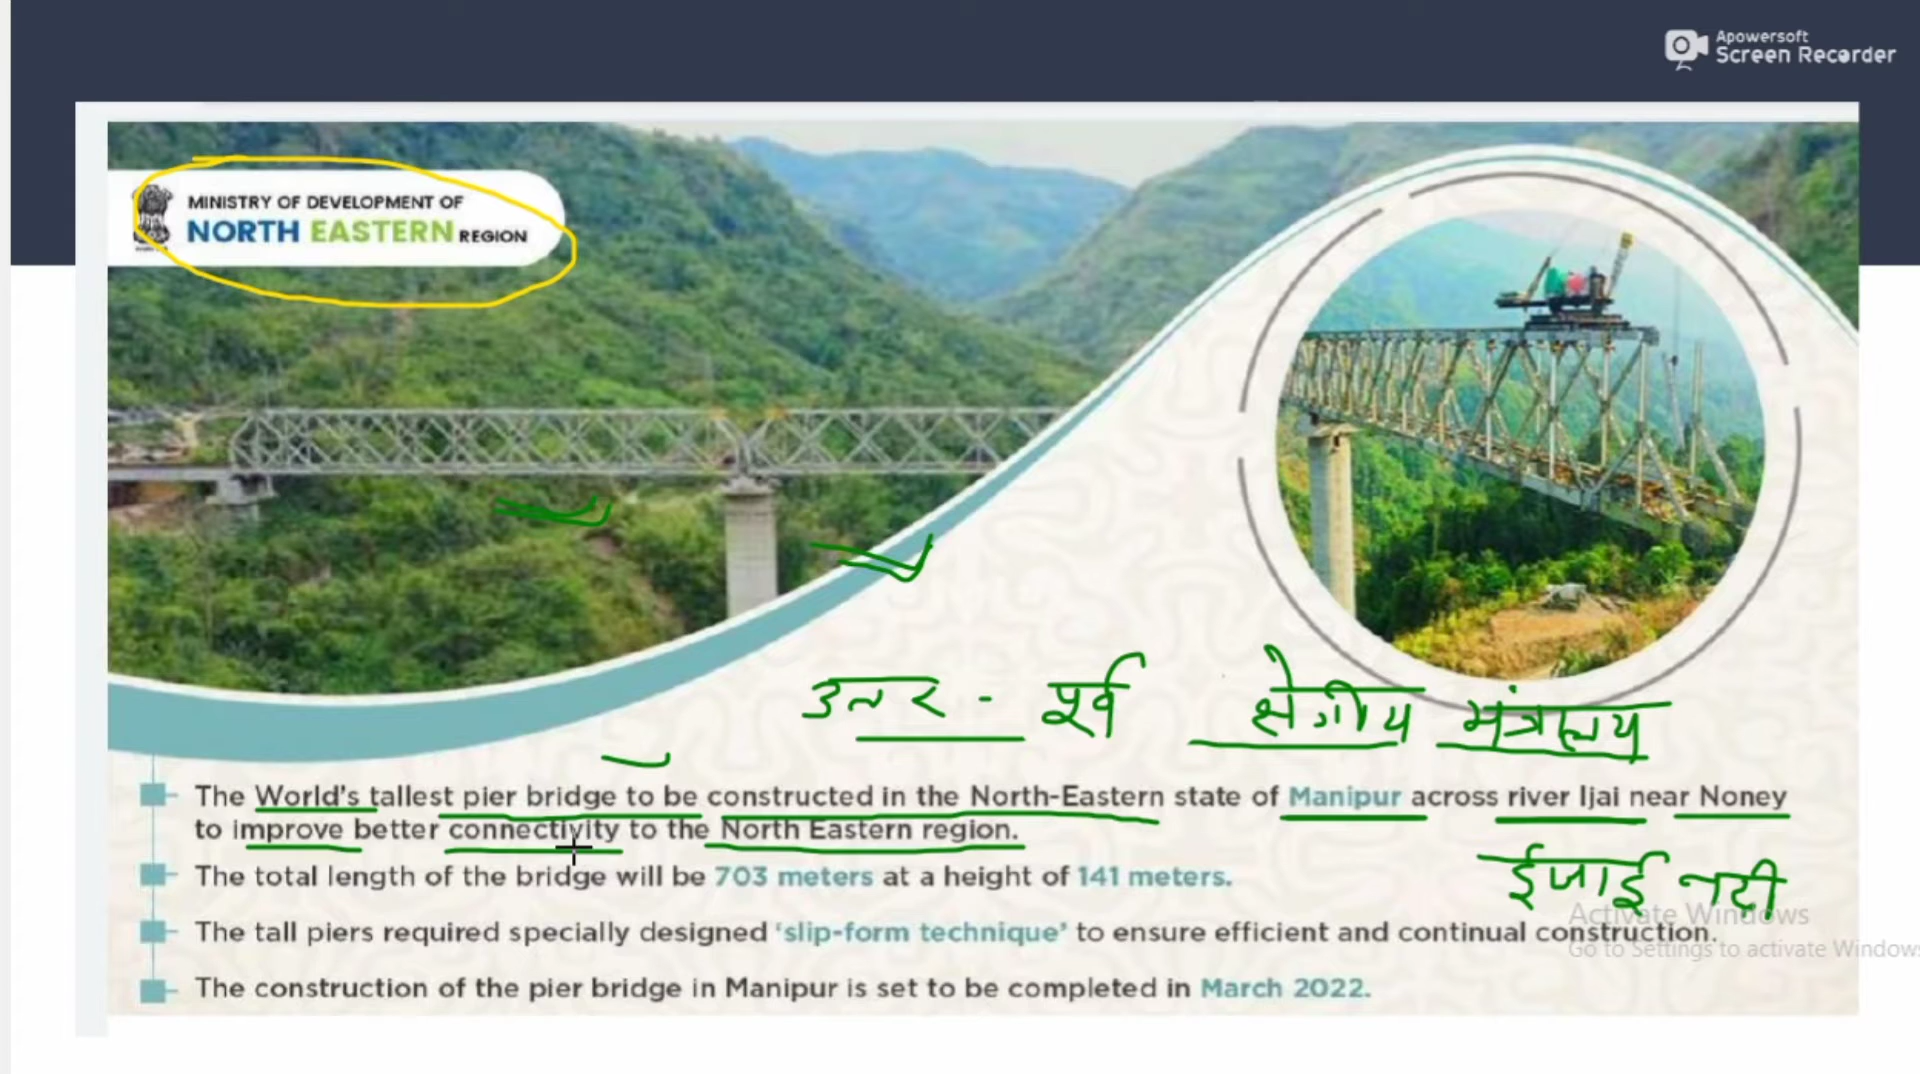 Apowersoft
Screen Recorder
MINISTRY OF DEVELOPMENT OF
NORTH EASTERN REGION
उत्तर - पूर्व क्षेत्रीय मंत्रालय
The World's tallest pier bridge to be constructed in the North-Eastern state of Manipur across river Ijai near Noney
to improve better connectivity to the North Eastern region.
The total length of the bridge will be 703 meters at a height of 141 meters.
ईजाई नदी
Activate Windows
The tall piers required specially designed 'slip-form technique' to ensure efficient and continual construction.
Go to Settings to activate Windows
The construction of the pier bridge in Manipur is set to be completed in March 2022.